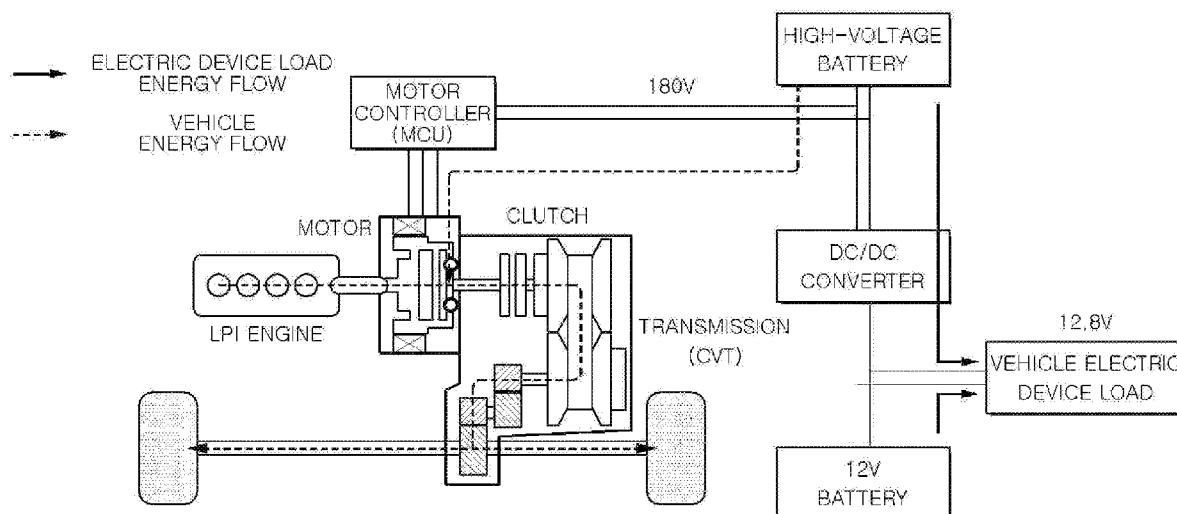 ELECTRIC DEVICE LOAD
ENERGY FLOW
VEHICLE
ENERGY FLOW
MOTOR
CONTROLLER
(MCU)
180V
HIGH-VOLTAGE
BATTERY
MOTOR
CLUTCH
LPI ENGINE
TRANSMISSION
(CVT)
DC/DC
CONVERTER
12.8V
VEHICLE ELECTRIC
DEVICE LOAD
12V
BATTERY